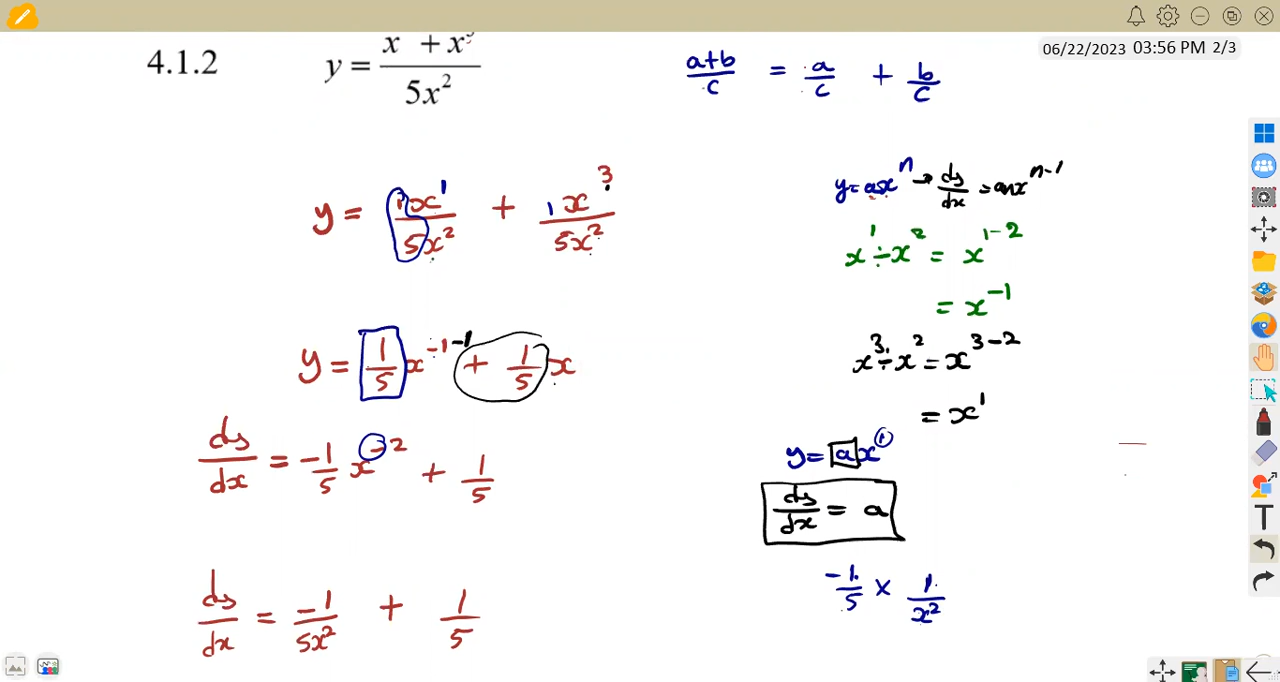 06/22/2023 03:56 PM 2/3
4.1.2 y = (x + x³)/(5x²)
(a+b)/c = a/c + b/c
y = 1x¹/5x² + 1x³/5x²
y = axⁿ → dy/dx = anxⁿ⁻¹
x¹ ÷ x² = x¹⁻²
= x⁻¹
y = 1/5 x⁻¹⁻¹ + 1/5 x
x³ ÷ x² = x³⁻²
= x¹
dy/dx = -1/5 x⁻² + 1/5
y = ax¹
dy/dx = a
-1/5 × 1/x²
dy/dx = -1/5x² + 1/5
T